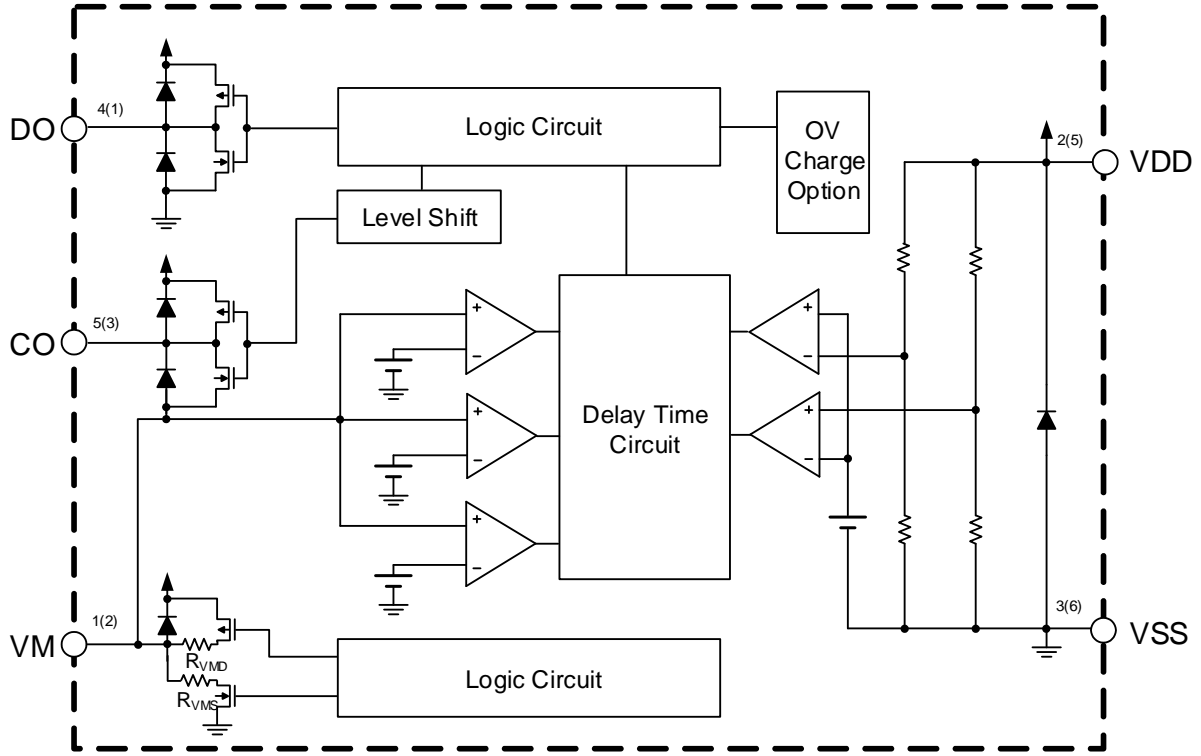 DO
4(1)
Logic Circuit
OV
Charge
Option
2(5)
VDD
Level Shift
CO
5(3)
+
−
+
−
+
−
Delay Time
Circuit
+
−
+
−
VM
1(2)
RVMD
RVMS
Logic Circuit
3(6)
VSS